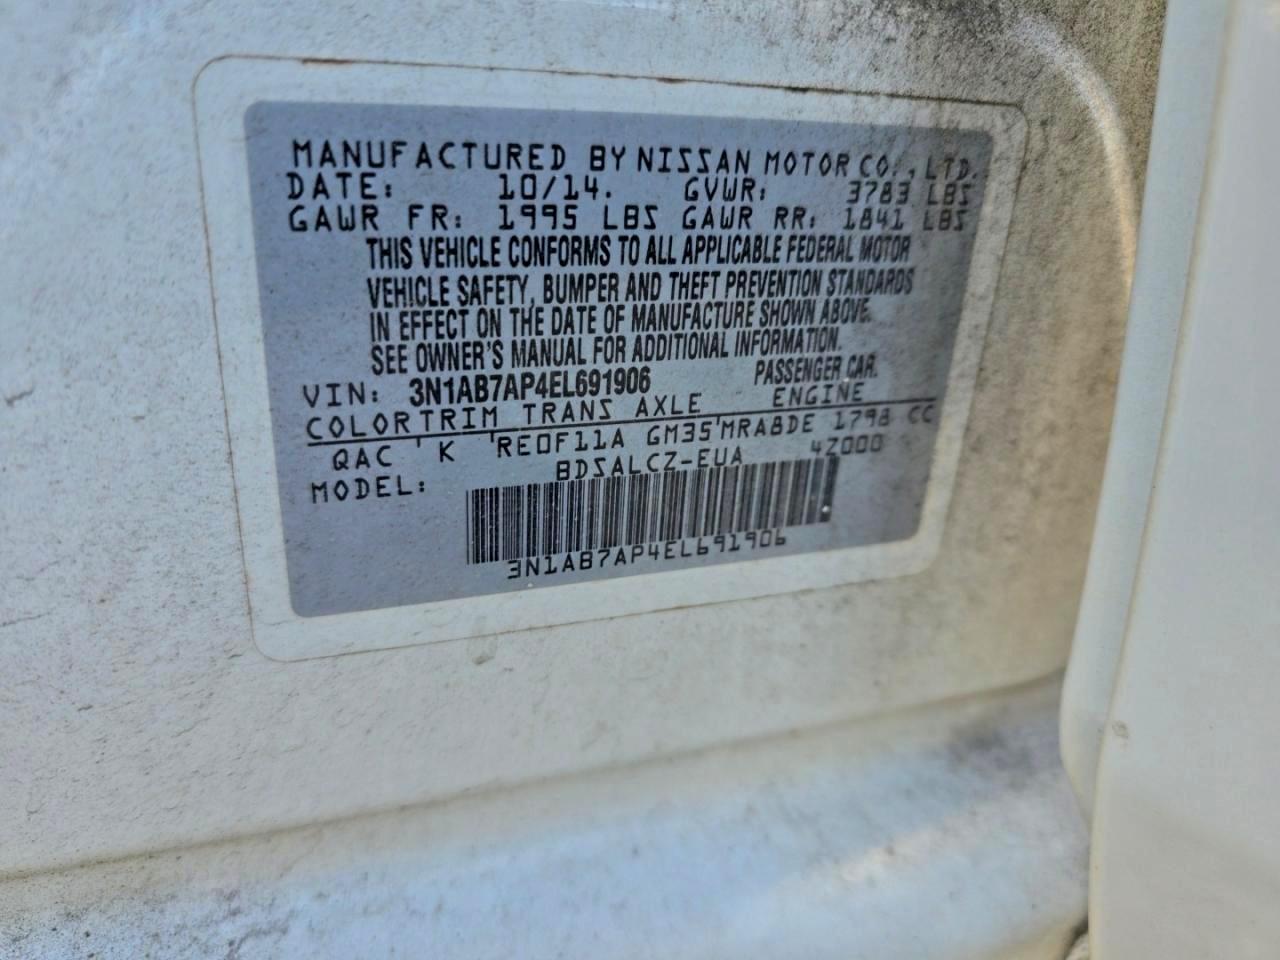 MANUFACTURED BY NISSAN MOTOR CO., LTD.
DATE: 10/14. GVWR: 3783 LBS
GAWR FR: 1995 LBS GAWR RR: 1841 LBS
THIS VEHICLE CONFORMS TO ALL APPLICABLE FEDERAL MOTOR
VEHICLE SAFETY, BUMPER AND THEFT PREVENTION STANDARDS
IN EFFECT ON THE DATE OF MANUFACTURE SHOWN ABOVE.
SEE OWNER'S MANUAL FOR ADDITIONAL INFORMATION.
VIN: 3N1AB7AP4EL691906 PASSENGER CAR.
COLOR TRIM TRANS AXLE ENGINE
QAC K RE0F11A GM35 MRA8DE 1798 CC
MODEL: BDSALCZ-EUA 4Z000
3N1AB7AP4EL691906